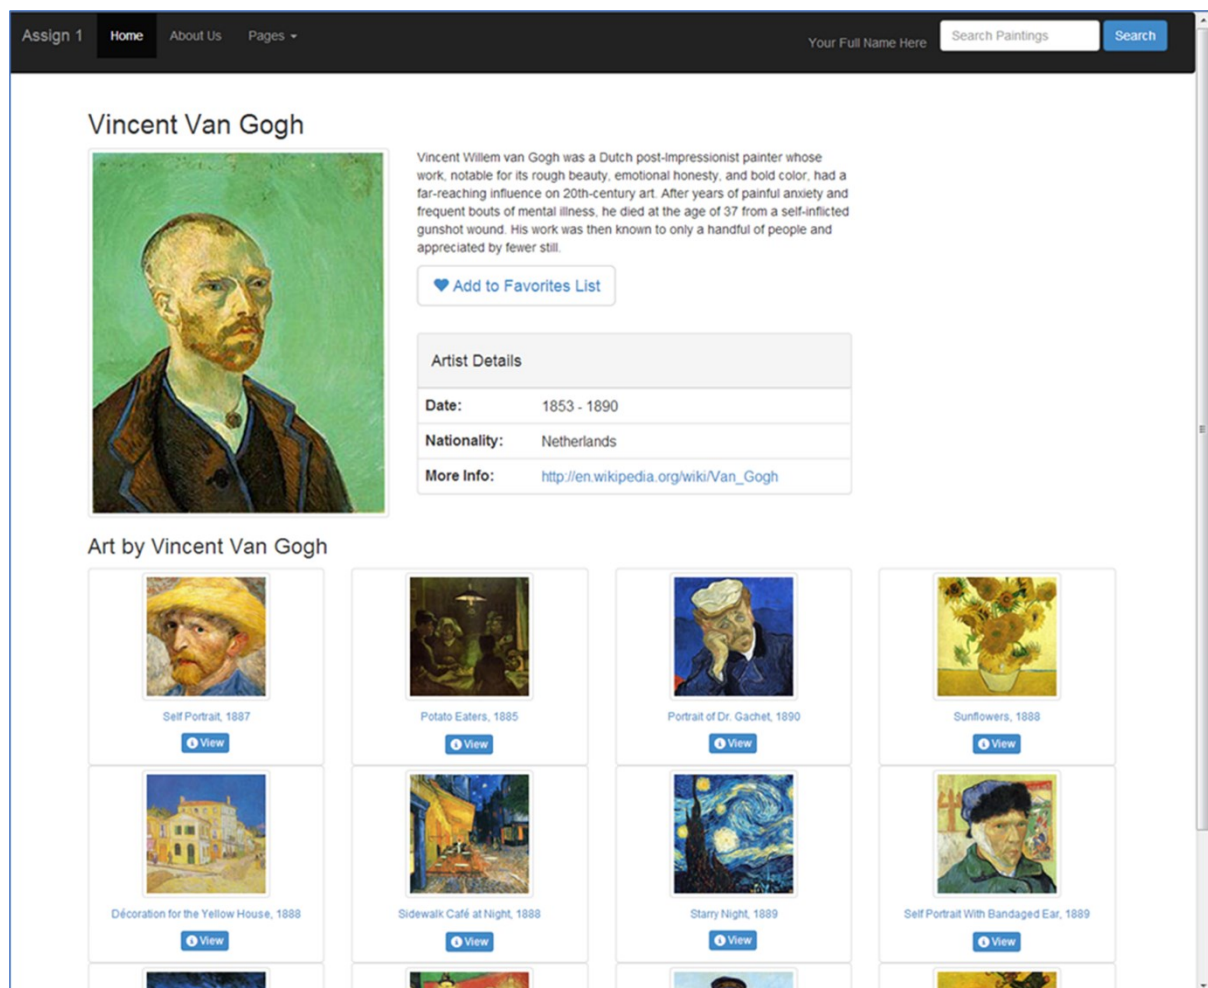 Assign 1 Home About Us Pages Your Full Name Here Search Paintings Search
Vincent Van Gogh
Vincent Willem van Gogh was a Dutch post-Impressionist painter whose
work, notable for its rough beauty, emotional honesty, and bold color, had a
far-reaching influence on 20th-century art. After years of painful anxiety and
frequent bouts of mental illness, he died at the age of 37 from a self-inflicted
gunshot wound. His work was then known to only a handful of people and
appreciated by fewer still.
Add to Favorites List
Artist Details
Date: 1853 - 1890
Nationality: Netherlands
More Info: http://en.wikipedia.org/wiki/Van_Gogh
Art by Vincent Van Gogh
Self Portrait, 1887 Potato Eaters, 1885 Portrait of Dr. Gachet, 1890 Sunflowers, 1888
View View View View
Décoration for the Yellow House, 1888 Sidewalk Café at Night, 1888 Starry Night, 1889 Self Portrait With Bandaged Ear, 1889
View View View View